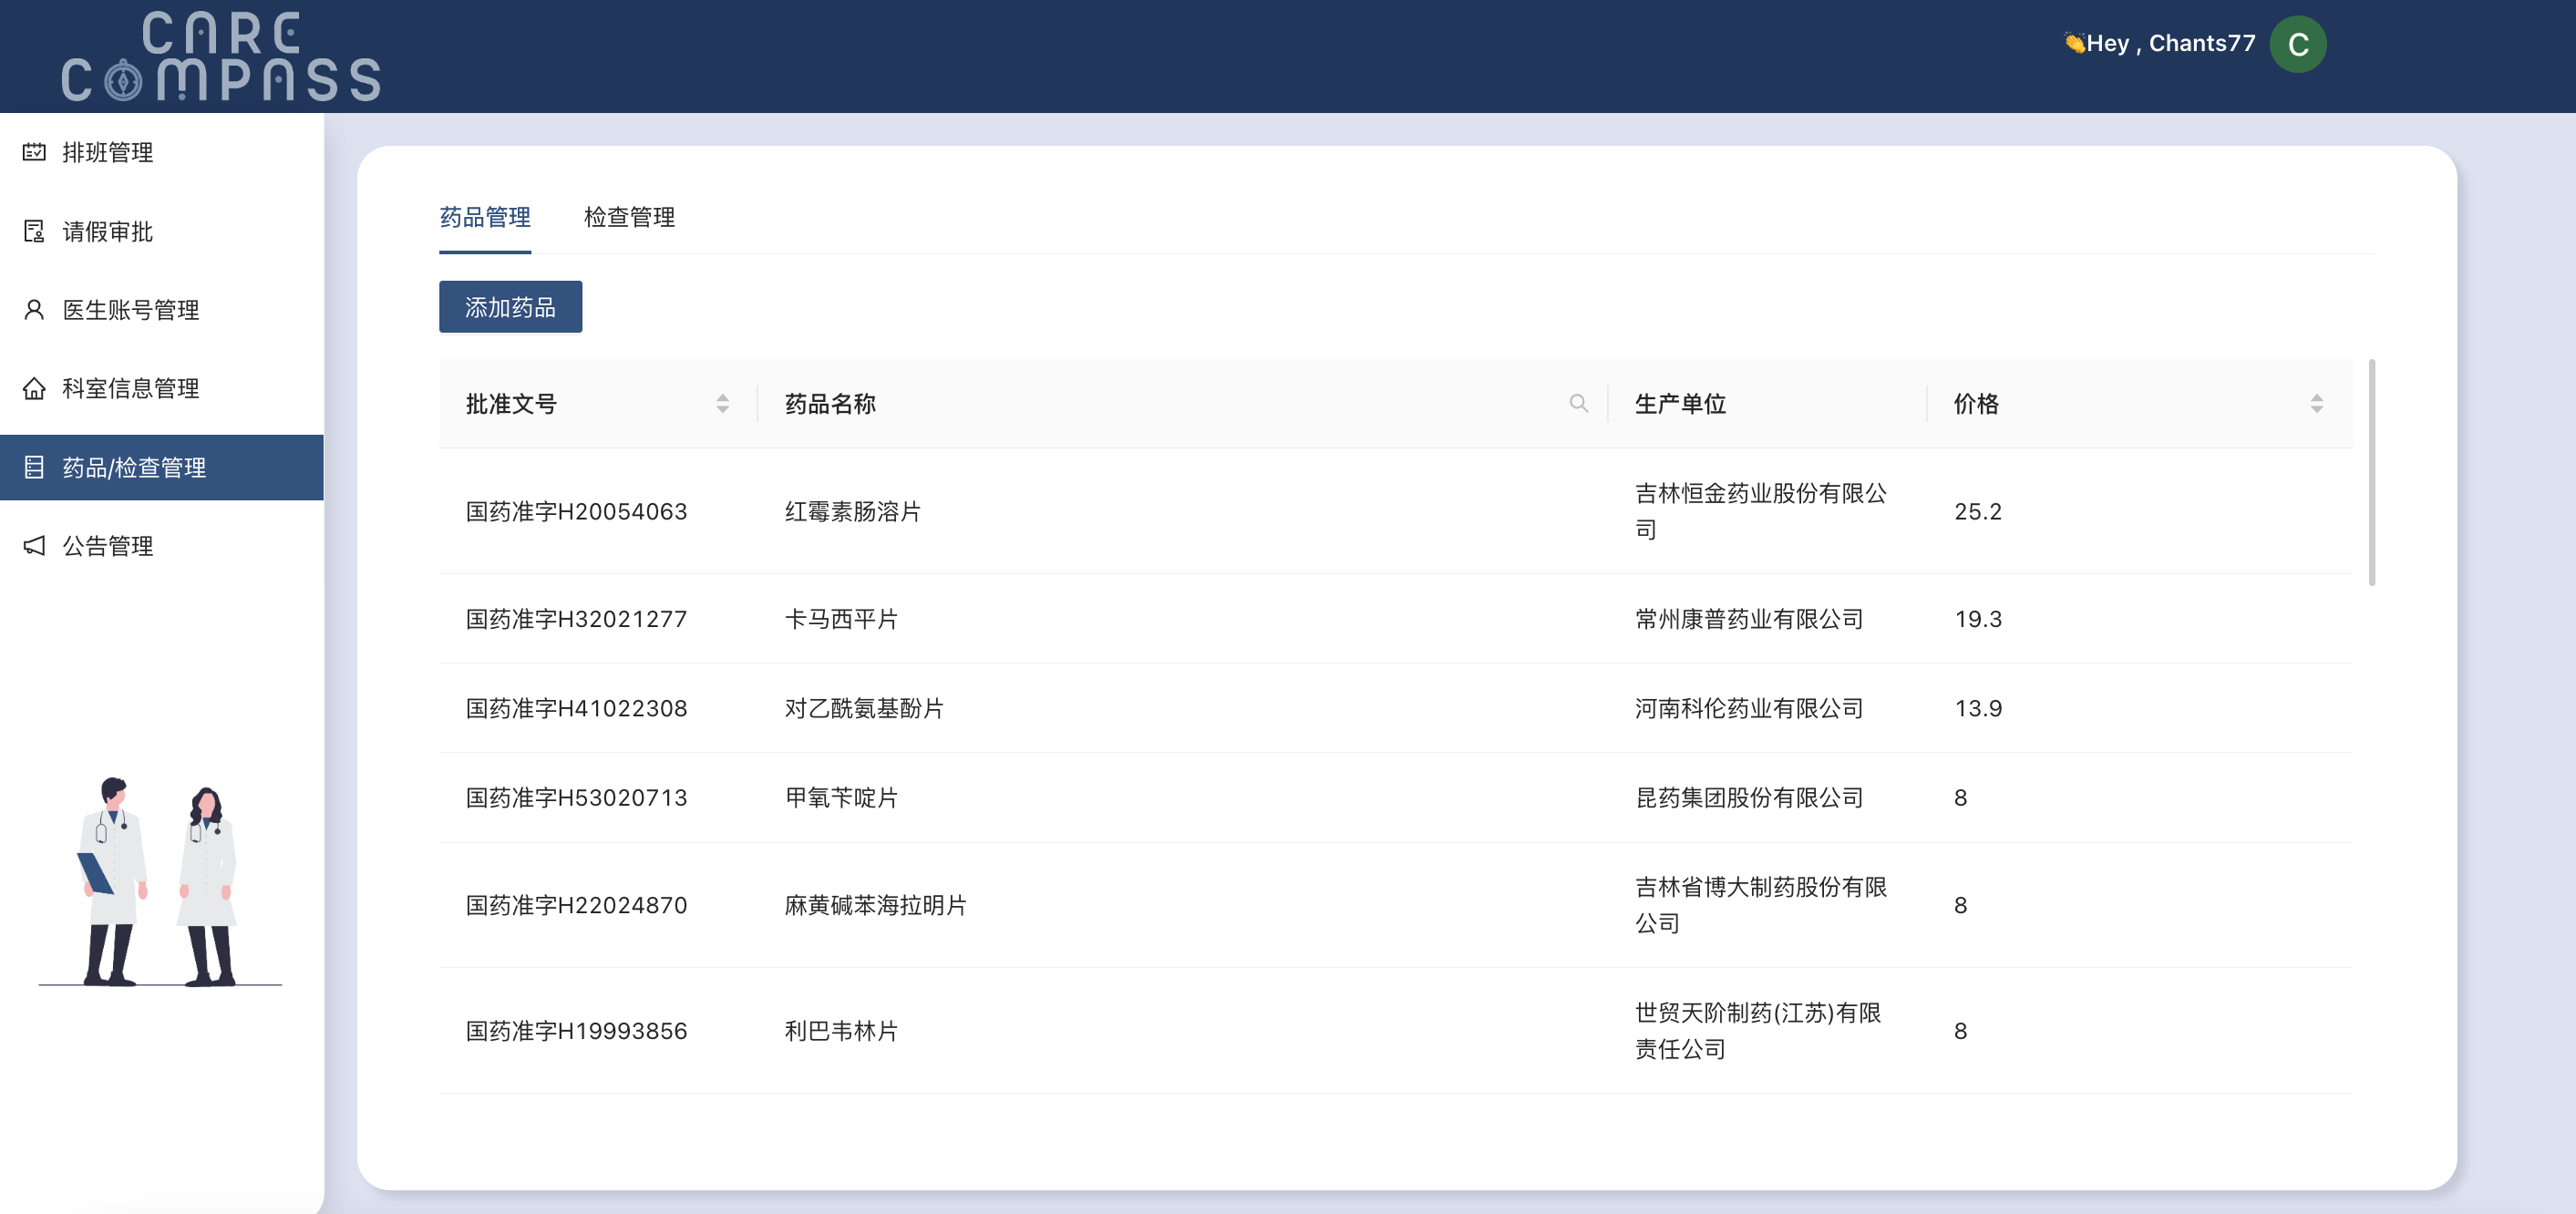 CARE
COMPASS
👏Hey , Chants77
C
排班管理
请假审批
医生账号管理
科室信息管理
药品/检查管理
公告管理
药品管理
检查管理
添加药品
批准文号
药品名称
生产单位
价格
国药准字H20054063
红霉素肠溶片
吉林恒金药业股份有限公
司
25.2
国药准字H32021277
卡马西平片
常州康普药业有限公司
19.3
国药准字H41022308
对乙酰氨基酚片
河南科伦药业有限公司
13.9
国药准字H53020713
甲氧苄啶片
昆药集团股份有限公司
8
国药准字H22024870
麻黄碱苯海拉明片
吉林省博大制药股份有限
公司
8
国药准字H19993856
利巴韦林片
世贸天阶制药(江苏)有限
责任公司
8